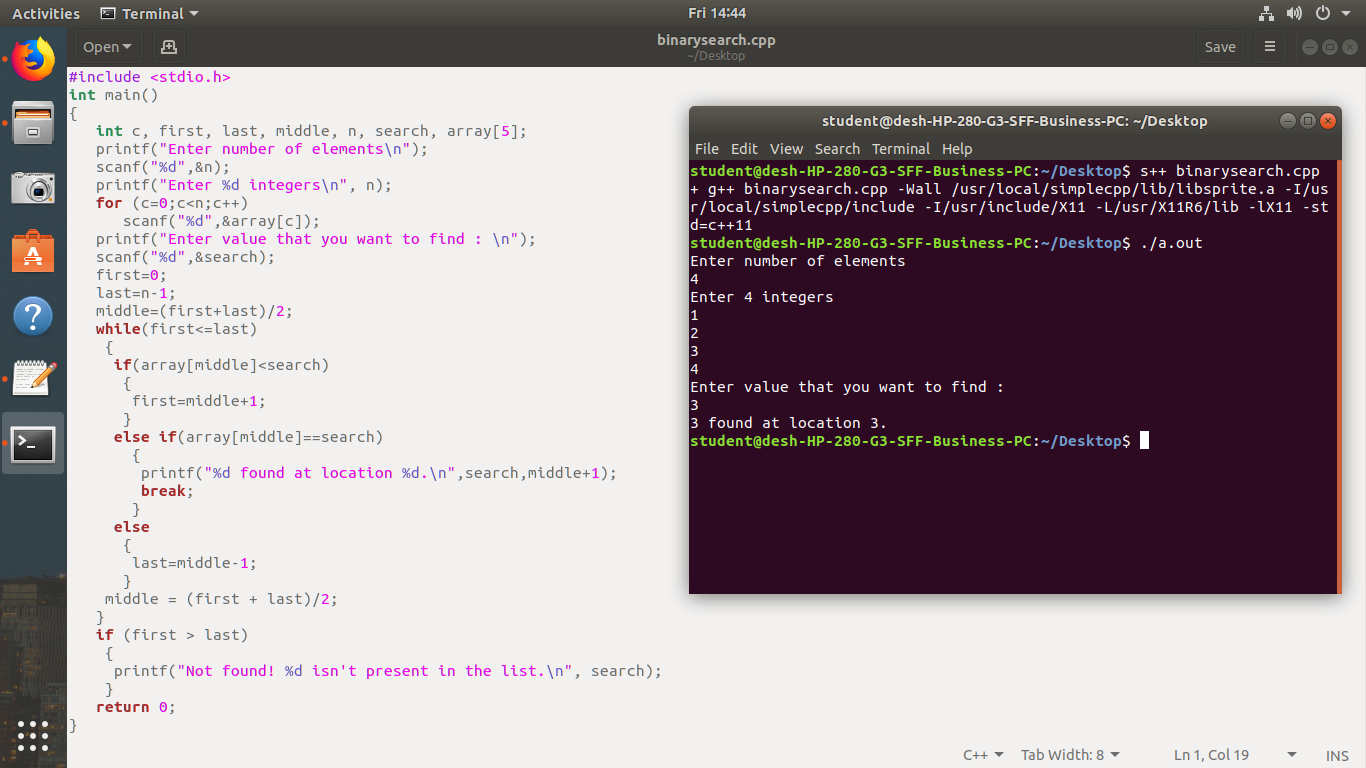 Activities Terminal Fri 14:44
Open binarysearch.cpp Save
~/Desktop
#include <stdio.h>
int main()
{
   int c, first, last, middle, n, search, array[5];
   printf("Enter number of elements\n");
   scanf("%d",&n);
   printf("Enter %d integers\n", n);
   for (c=0;c<n;c++)
      scanf("%d",&array[c]);
   printf("Enter value that you want to find : \n");
   scanf("%d",&search);
   first=0;
   last=n-1;
   middle=(first+last)/2;
   while(first<=last)
    {
     if(array[middle]<search)
      {
       first=middle+1;
      }
     else if(array[middle]==search)
       {
        printf("%d found at location %d.\n",search,middle+1);
        break;
       }
     else
      {
       last=middle-1;
      }
    middle = (first + last)/2;
   }
   if (first > last)
    {
     printf("Not found! %d isn't present in the list.\n", search);
    }
   return 0;
}
student@desh-HP-280-G3-SFF-Business-PC: ~/Desktop
File Edit View Search Terminal Help
student@desh-HP-280-G3-SFF-Business-PC:~/Desktop$ s++ binarysearch.cpp
+ g++ binarysearch.cpp -Wall /usr/local/simplecpp/lib/libsprite.a -I/us
r/local/simplecpp/include -I/usr/include/X11 -L/usr/X11R6/lib -lX11 -st
d=c++11
student@desh-HP-280-G3-SFF-Business-PC:~/Desktop$ ./a.out
Enter number of elements
4
Enter 4 integers
1
2
3
4
Enter value that you want to find :
3
3 found at location 3.
student@desh-HP-280-G3-SFF-Business-PC:~/Desktop$
C++ Tab Width: 8 Ln 1, Col 19 INS